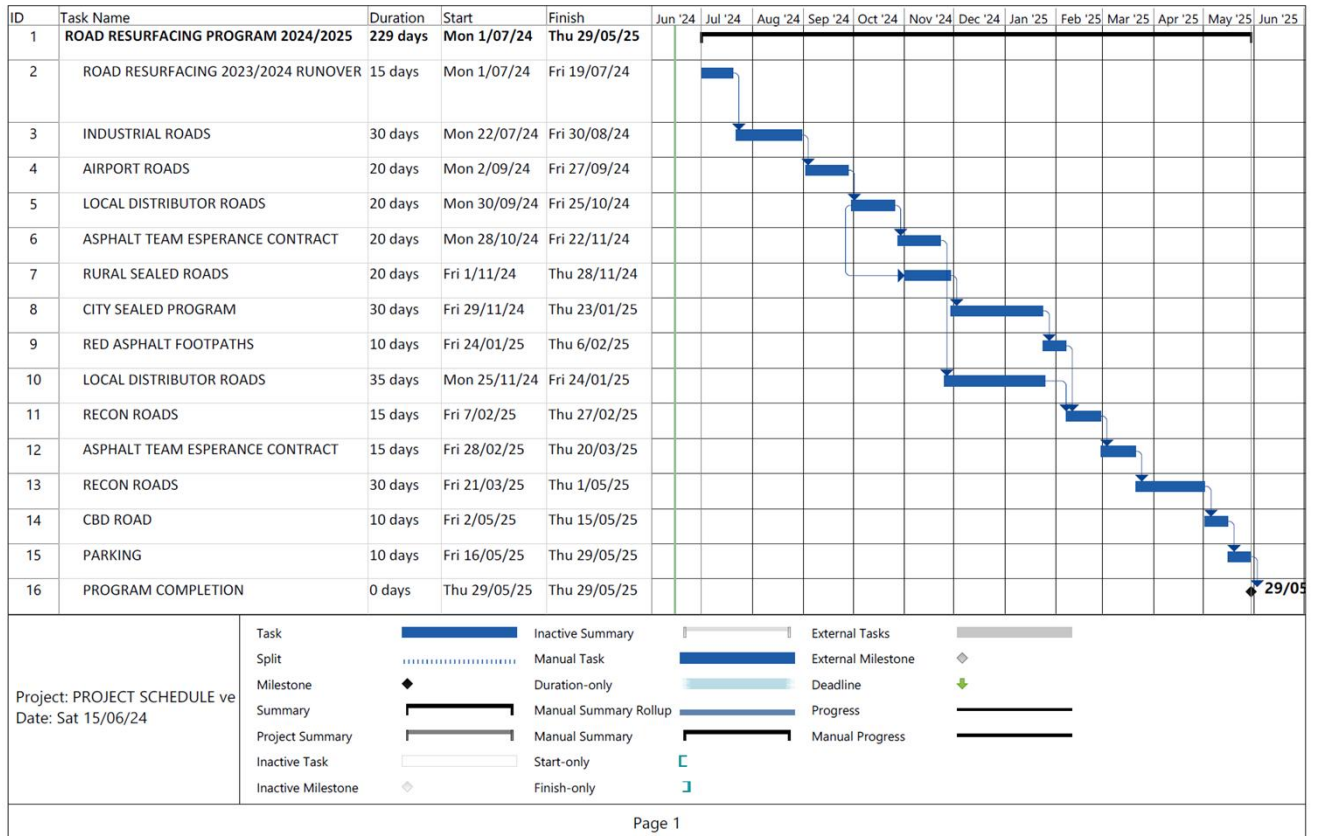 ID Task Name Duration Start Finish Jun '24 Jul '24 Aug '24 Sep '24 Oct '24 Nov '24 Dec '24 Jan '25 Feb '25 Mar '25 Apr '25 May '25 Jun '25
1 ROAD RESURFACING PROGRAM 2024/2025 229 days Mon 1/07/24 Thu 29/05/25
2 ROAD RESURFACING 2023/2024 RUNOVER 15 days Mon 1/07/24 Fri 19/07/24
3 INDUSTRIAL ROADS 30 days Mon 22/07/24 Fri 30/08/24
4 AIRPORT ROADS 20 days Mon 2/09/24 Fri 27/09/24
5 LOCAL DISTRIBUTOR ROADS 20 days Mon 30/09/24 Fri 25/10/24
6 ASPHALT TEAM ESPERANCE CONTRACT 20 days Mon 28/10/24 Fri 22/11/24
7 RURAL SEALED ROADS 20 days Fri 1/11/24 Thu 28/11/24
8 CITY SEALED PROGRAM 30 days Fri 29/11/24 Thu 23/01/25
9 RED ASPHALT FOOTPATHS 10 days Fri 24/01/25 Thu 6/02/25
10 LOCAL DISTRIBUTOR ROADS 35 days Mon 25/11/24 Fri 24/01/25
11 RECON ROADS 15 days Fri 7/02/25 Thu 27/02/25
12 ASPHALT TEAM ESPERANCE CONTRACT 15 days Fri 28/02/25 Thu 20/03/25
13 RECON ROADS 30 days Fri 21/03/25 Thu 1/05/25
14 CBD ROAD 10 days Fri 2/05/25 Thu 15/05/25
15 PARKING 10 days Fri 16/05/25 Thu 29/05/25
16 PROGRAM COMPLETION 0 days Thu 29/05/25 Thu 29/05/25 29/05
Project: PROJECT SCHEDULE ve
Date: Sat 15/06/24
Task Inactive Summary External Tasks
Split Manual Task External Milestone
Milestone Duration-only Deadline
Summary Manual Summary Rollup Progress
Project Summary Manual Summary Manual Progress
Inactive Task Start-only
Inactive Milestone Finish-only
Page 1